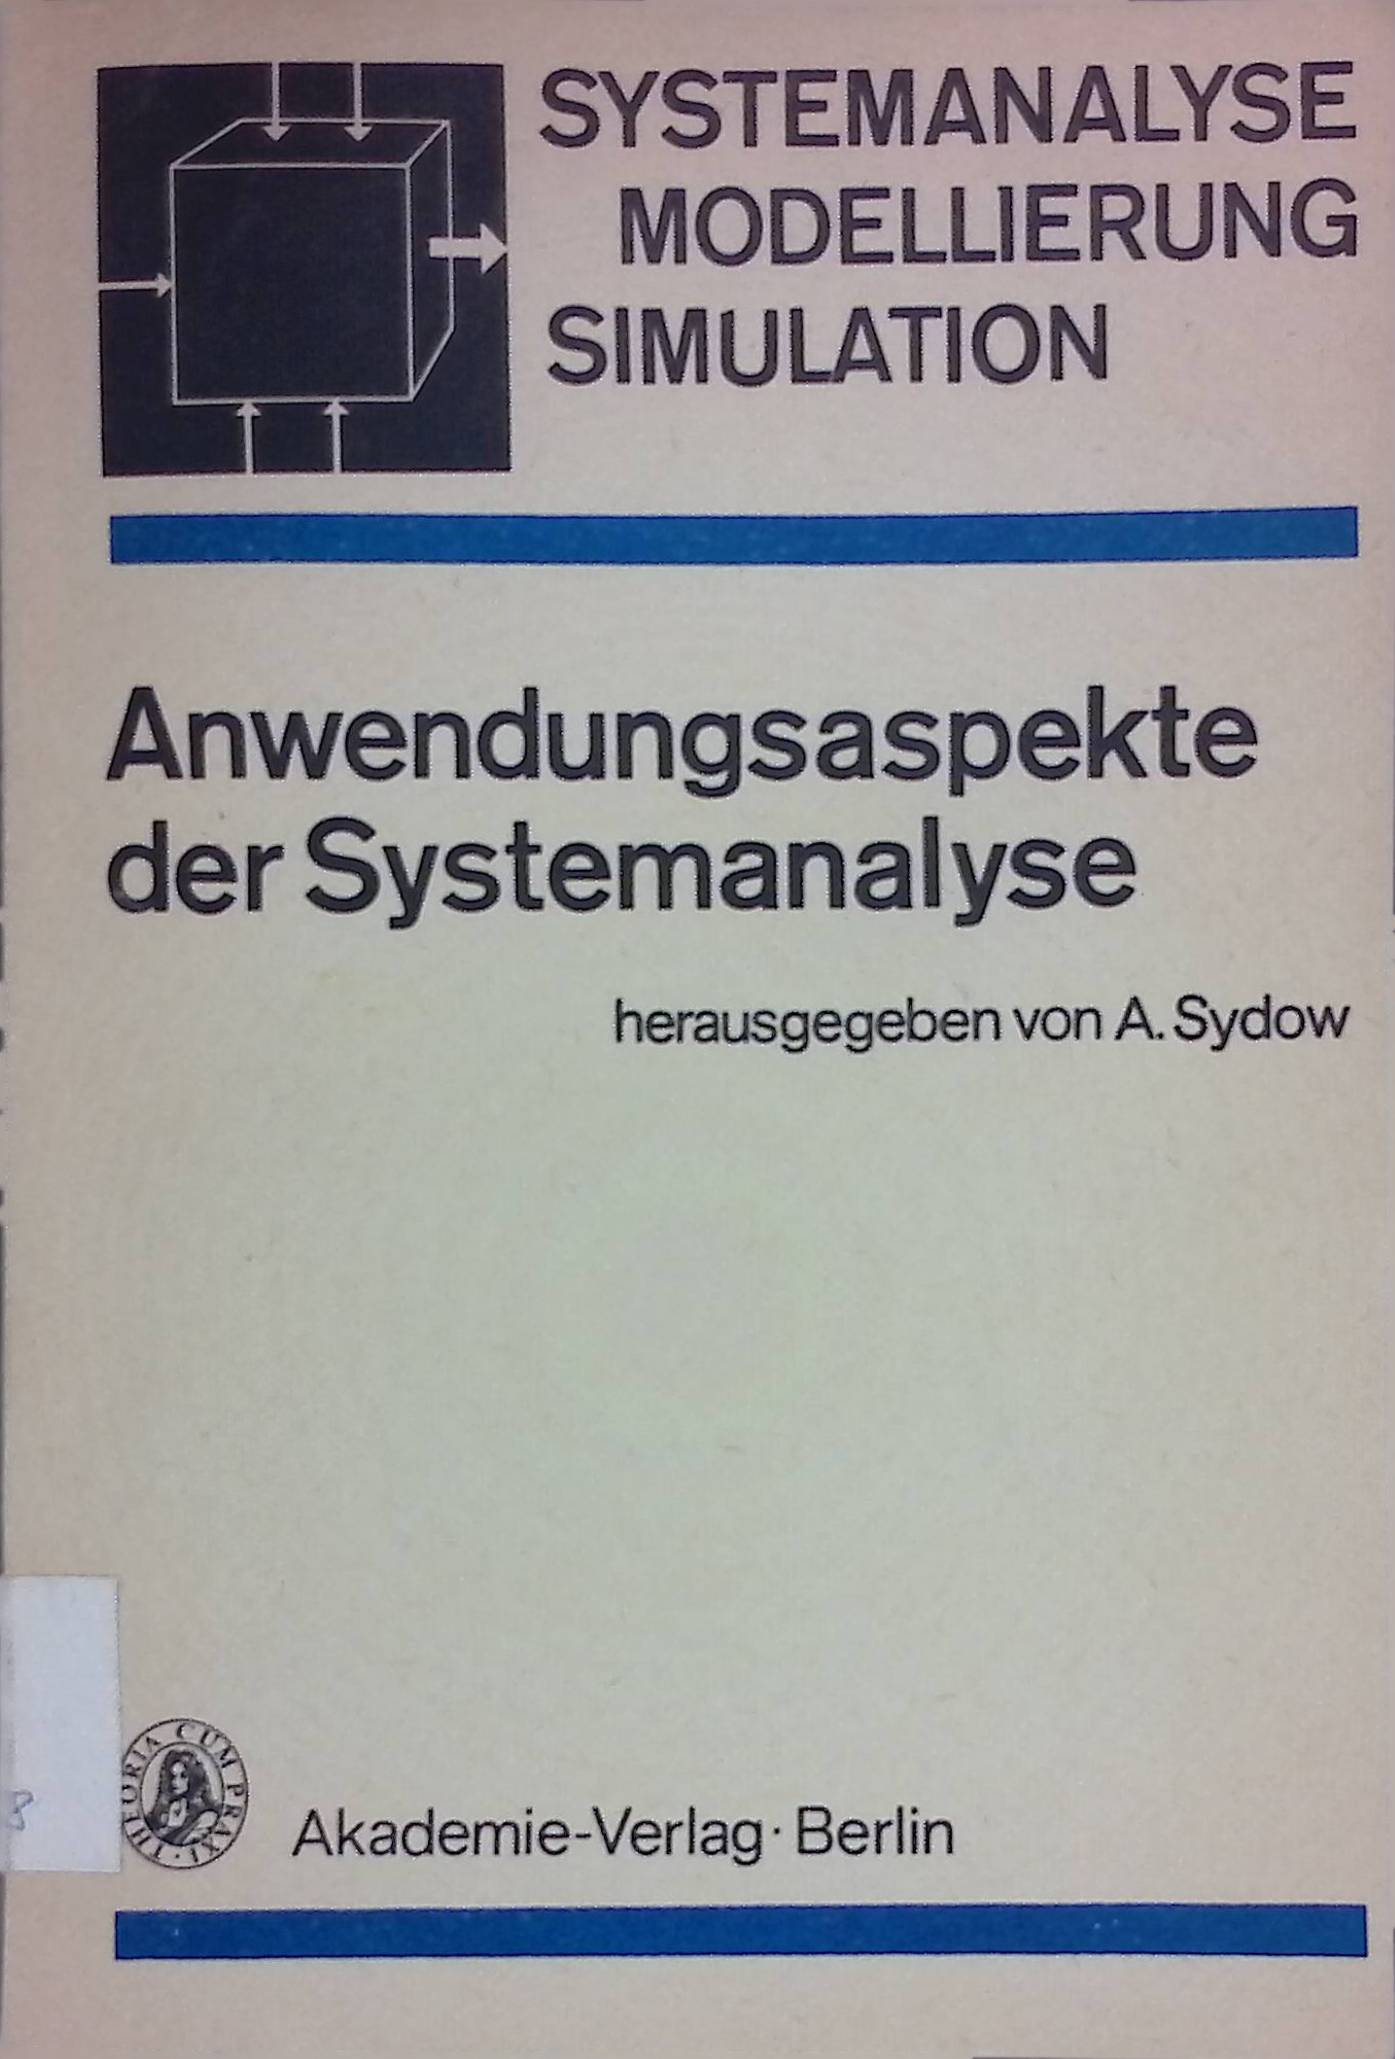 SYSTEMANALYSE
MODELLIERUNG
SIMULATION
Anwendungsaspekte
der Systemanalyse
herausgegeben von A. Sydow
THEORIA CUM PRAXI
Akademie-Verlag · Berlin